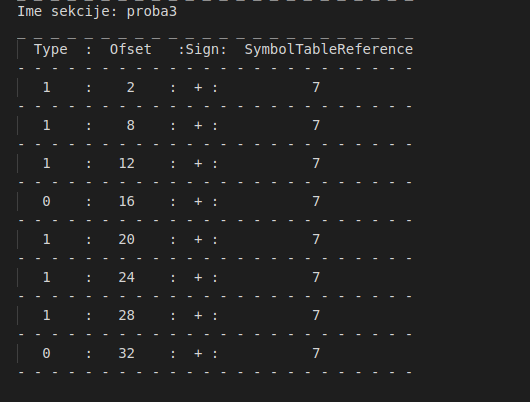 Ime sekcije: proba3
_ _ _ _ _ _ _ _ _ _ _ _ _ _ _ _ _ _ _ _ _ _ _ _
| Type  :  Ofset   :Sign:  SymbolTableReference
- - - - - - - - - - - - - - - - - - - - - - - -
|  1    :    2    :  + :           7
- - - - - - - - - - - - - - - - - - - - - - - -
|  1    :    8    :  + :           7
- - - - - - - - - - - - - - - - - - - - - - - -
|  1    :   12    :  + :           7
- - - - - - - - - - - - - - - - - - - - - - - -
|  0    :   16    :  + :           7
- - - - - - - - - - - - - - - - - - - - - - - -
|  1    :   20    :  + :           7
- - - - - - - - - - - - - - - - - - - - - - - -
|  1    :   24    :  + :           7
- - - - - - - - - - - - - - - - - - - - - - - -
|  1    :   28    :  + :           7
- - - - - - - - - - - - - - - - - - - - - - - -
|  0    :   32    :  + :           7
- - - - - - - - - - - - - - - - - - - - - - - -